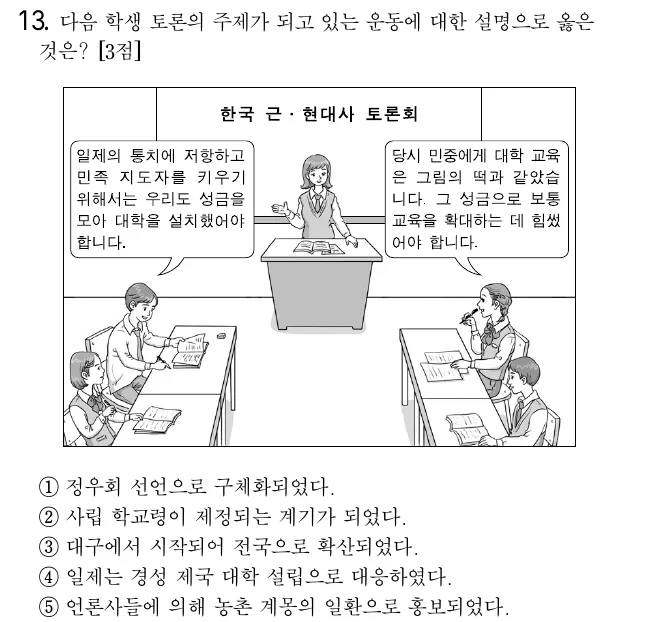 13. 다음 학생 토론의 주제가 되고 있는 운동에 대한 설명으로 옳은
것은? [3점]
한국 근·현대사 토론회
일제의 통치에 저항하고
민족 지도자를 키우기
위해서는 우리도 성금을
모아 대학을 설치했어야
합니다.
당시 민중에게 대학 교육
은 그림의 떡과 같았습
니다. 그 성금으로 보통
교육을 확대하는 데 힘썼
어야 합니다.
① 정우회 선언으로 구체화되었다.
② 사립 학교령이 제정되는 계기가 되었다.
③ 대구에서 시작되어 전국으로 확산되었다.
④ 일제는 경성 제국 대학 설립으로 대응하였다.
⑤ 언론사들에 의해 농촌 계몽의 일환으로 홍보되었다.